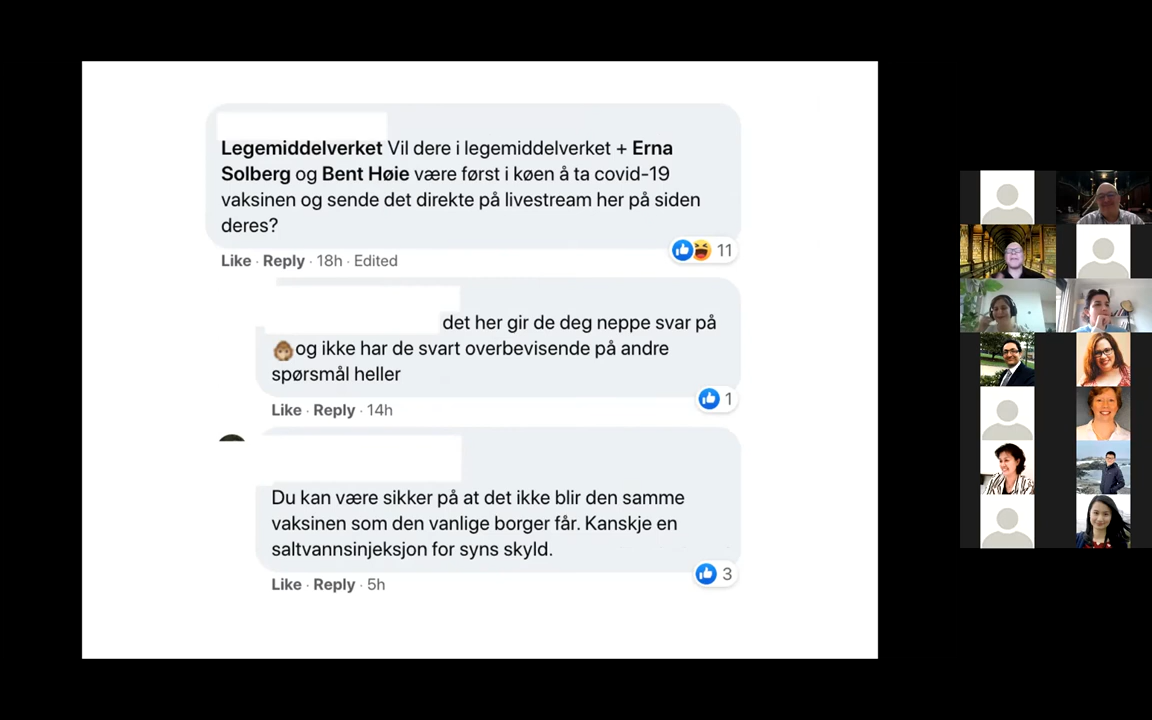 Legemiddelverket Vil dere i legemiddelverket + Erna
Solberg og Bent Høie være først i køen å ta covid-19
vaksinen og sende det direkte på livestream her på siden
deres?
11
Like · Reply · 18h · Edited
det her gir de deg neppe svar på
🙊og ikke har de svart overbevisende på andre
spørsmål heller
1
Like · Reply · 14h
Du kan være sikker på at det ikke blir den samme
vaksinen som den vanlige borger får. Kanskje en
saltvannsinjeksjon for syns skyld.
3
Like · Reply · 5h